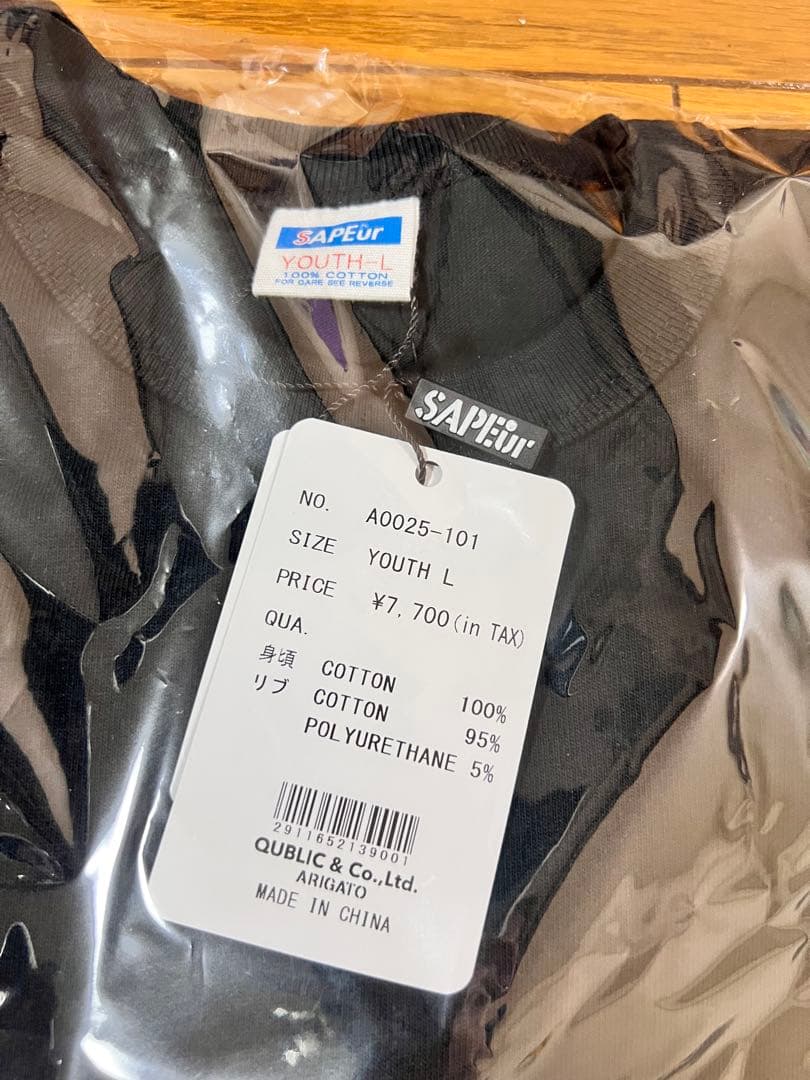 SAPEur
YOUTH-L
100% COTTON
FOR CARE SEE REVERSE
SAPEur
NO. A0025-101
SIZE YOUTH L
PRICE ¥7,700(in TAX)
QUA.
身頃 COTTON 100%
リブ COTTON 95%
POLYURETHANE 5%
2911652139001
QUBLIC & Co.,Ltd.
ARIGATO
MADE IN CHINA